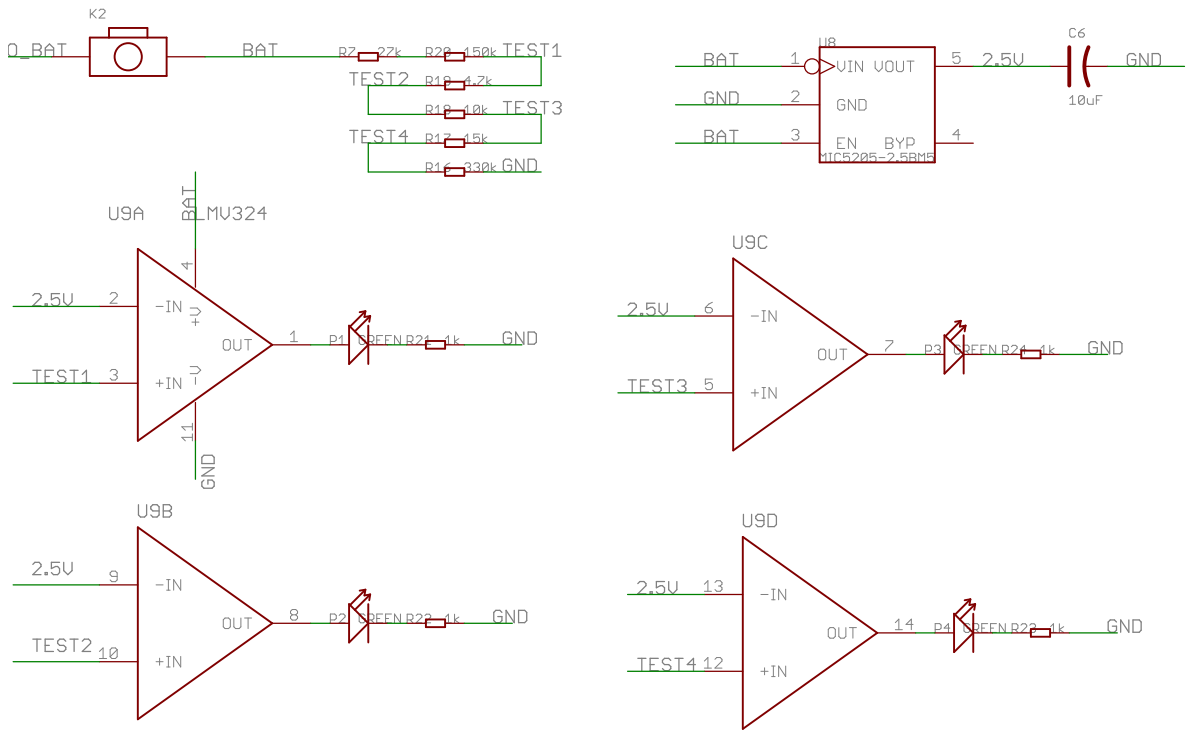 K2
BAT
BAT
R7 27k R20 150k TEST1
TEST2 R19 4.7k
R18 10k TEST3
TEST4 R17 15k
R16 330k GND
U8
BAT 1 VIN VOUT 5 2.5V GND
C6
10uF
GND 2 GND
BAT 3 EN BYP 4
MIC5205-2.5BM5
U9A LMV324
BAT
4
2.5V 2 -IN +V
OUT 1 P1 GREEN R21 1k GND
TEST1 3 +IN -V
11
GND
U9C
2.5V 6 -IN
OUT 7 P3 GREEN R24 1k GND
TEST3 5 +IN
U9B
2.5V 9 -IN
OUT 8 P2 GREEN R22 1k GND
TEST2 10 +IN
U9D
2.5V 13 -IN
OUT 14 P4 GREEN R23 1k GND
TEST4 12 +IN